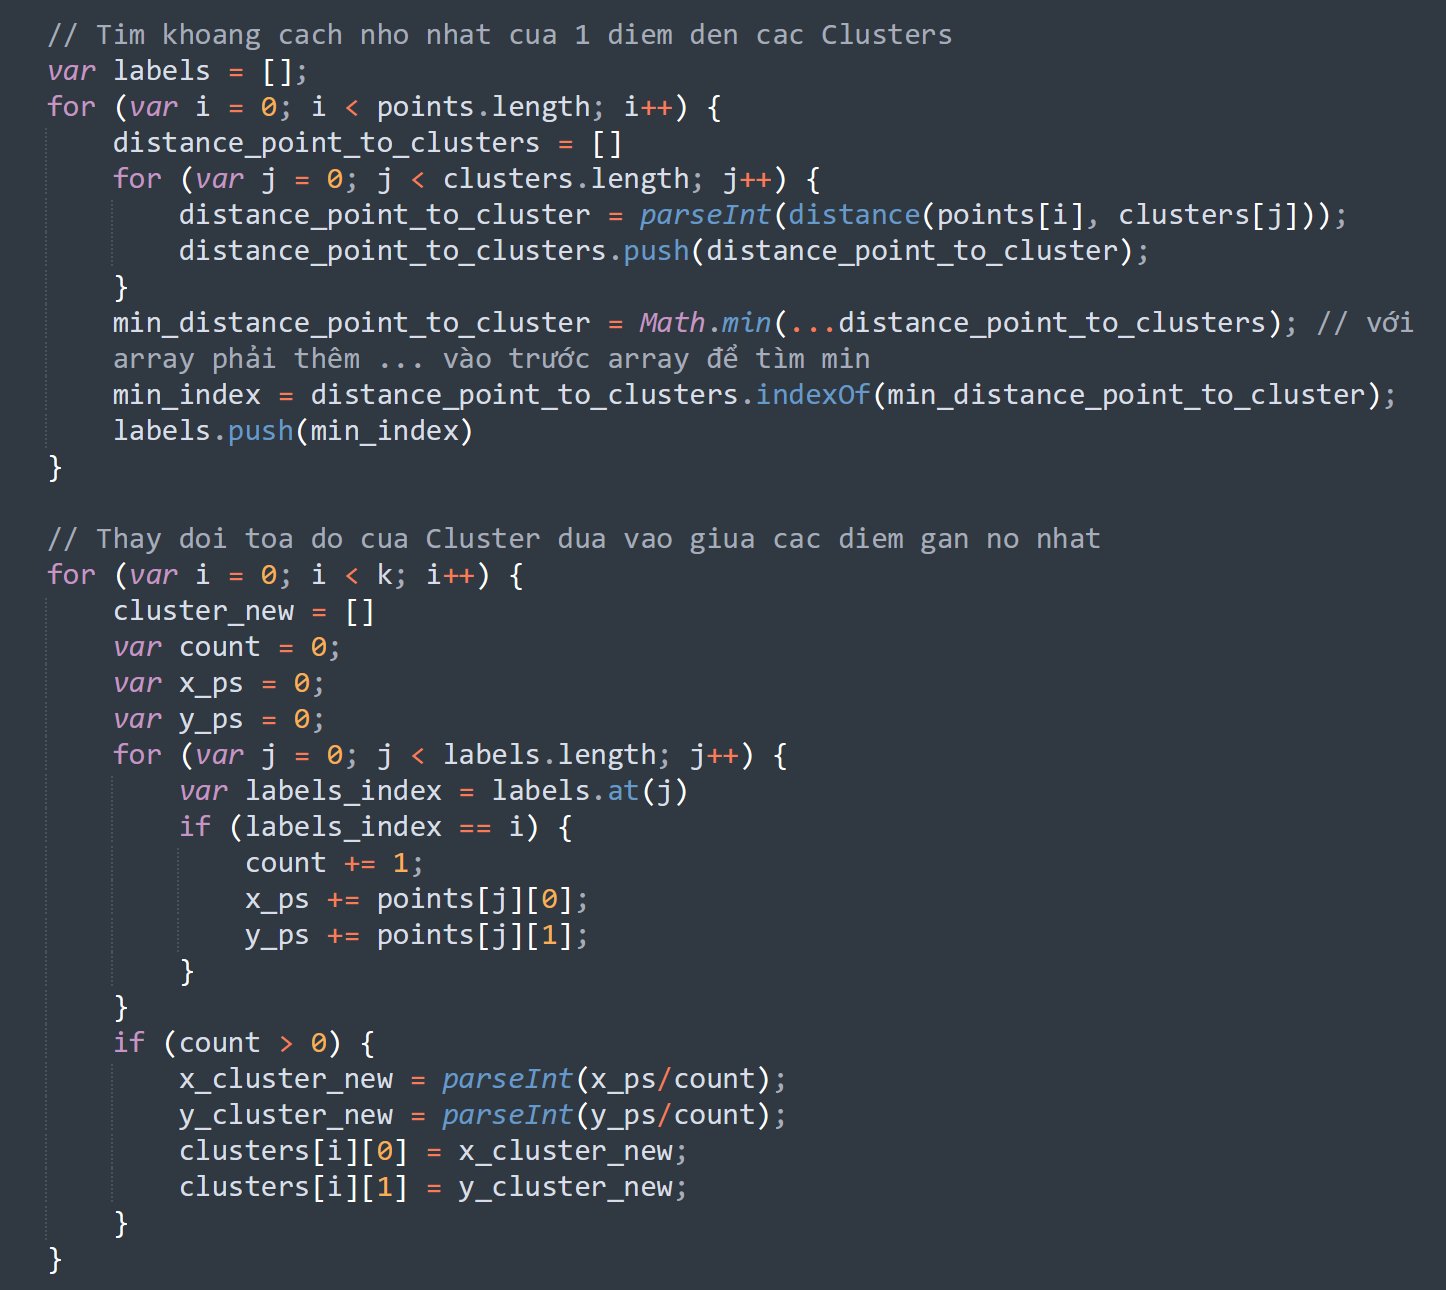 // Tim khoang cach nho nhat cua 1 diem den cac Clusters
var labels = [];
for (var i = 0; i < points.length; i++) {
    distance_point_to_clusters = []
    for (var j = 0; j < clusters.length; j++) {
        distance_point_to_cluster = parseInt(distance(points[i], clusters[j]));
        distance_point_to_clusters.push(distance_point_to_cluster);
    }
    min_distance_point_to_cluster = Math.min(...distance_point_to_clusters); // với
    array phải thêm ... vào trước array để tìm min
    min_index = distance_point_to_clusters.indexOf(min_distance_point_to_cluster);
    labels.push(min_index)
}

// Thay doi toa do cua Cluster dua vao giua cac diem gan no nhat
for (var i = 0; i < k; i++) {
    cluster_new = []
    var count = 0;
    var x_ps = 0;
    var y_ps = 0;
    for (var j = 0; j < labels.length; j++) {
        var labels_index = labels.at(j)
        if (labels_index == i) {
            count += 1;
            x_ps += points[j][0];
            y_ps += points[j][1];
        }
    }
    if (count > 0) {
        x_cluster_new = parseInt(x_ps/count);
        y_cluster_new = parseInt(y_ps/count);
        clusters[i][0] = x_cluster_new;
        clusters[i][1] = y_cluster_new;
    }
}